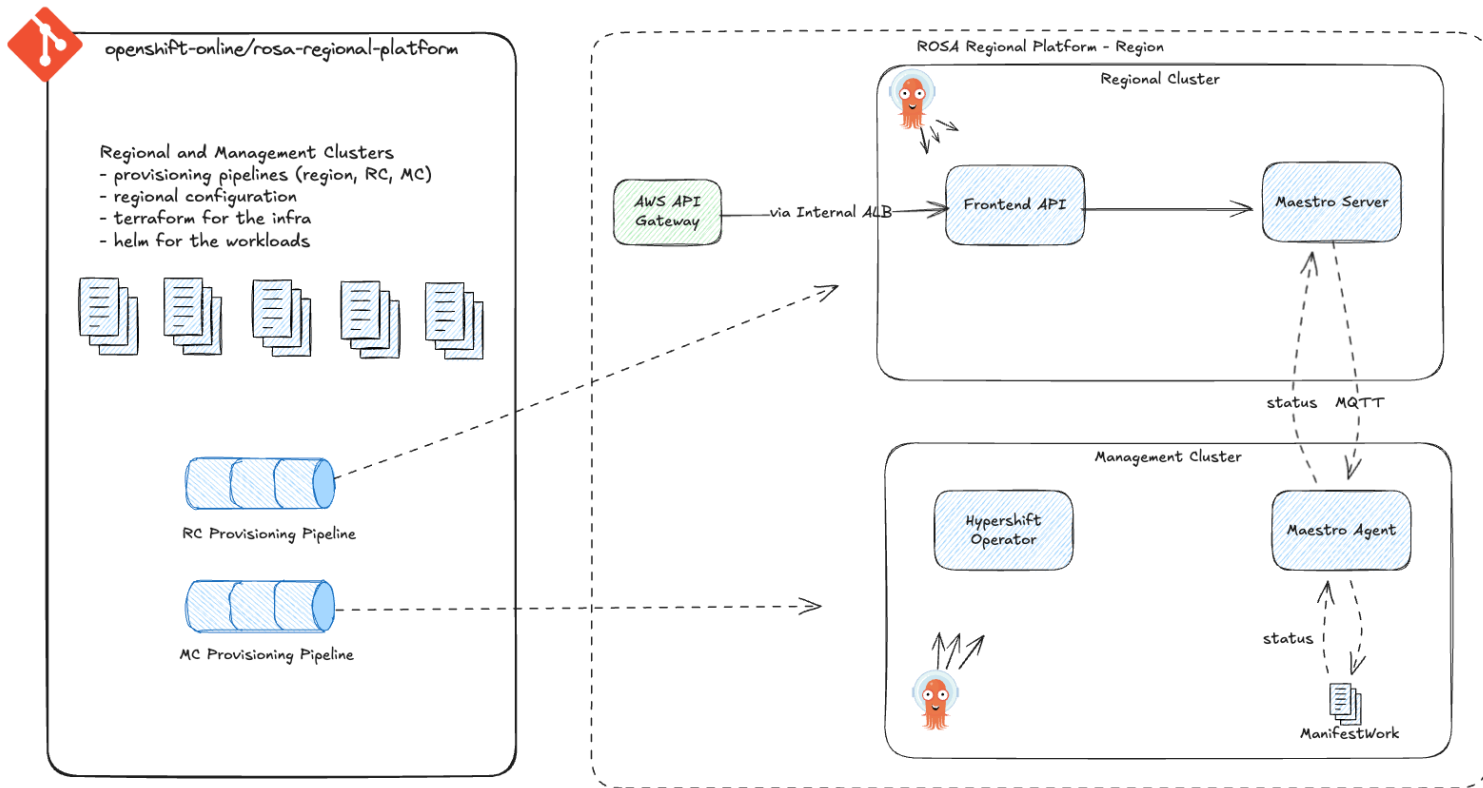 openshift-online/rosa-regional-platform
Regional and Management Clusters
- provisioning pipelines (region, RC, MC)
- regional configuration
- terraform for the infra
- helm for the workloads
RC Provisioning Pipeline
MC Provisioning Pipeline
ROSA Regional Platform - Region
Regional Cluster
AWS API
Gateway
via Internal ALB
Frontend API
Maestro Server
status
MQTT
Management Cluster
Hypershift
Operator
Maestro Agent
status
ManifestWork